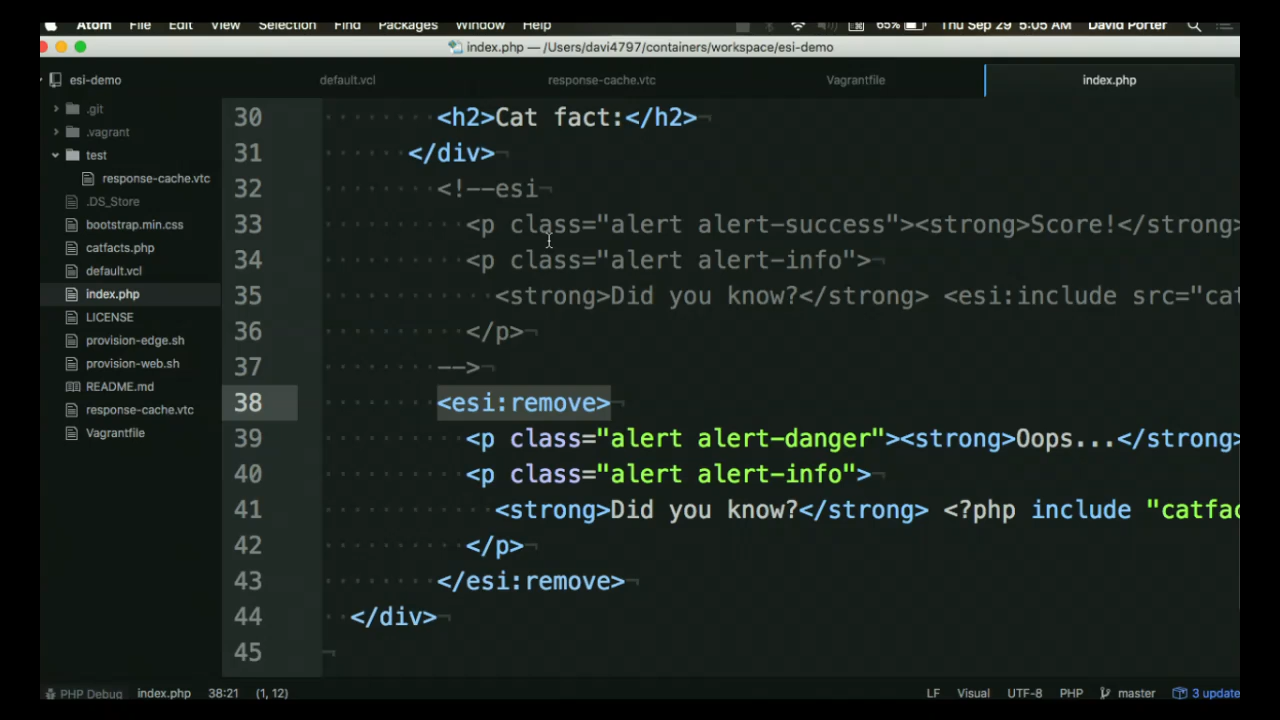 Atom File Edit View Selection Find Packages Window Help 65% Thu Sep 29 5:05 AM David Porter
index.php — /Users/davi4797/containers/workspace/esi-demo
esi-demo
default.vcl response-cache.vtc Vagrantfile index.php
.git
.vagrant
test
response-cache.vtc
.DS_Store
bootstrap.min.css
catfacts.php
default.vcl
index.php
LICENSE
provision-edge.sh
provision-web.sh
README.md
response-cache.vtc
Vagrantfile
30 <h2>Cat fact:</h2>
31 </div>
32 <!--esi
33 <p class="alert alert-success"><strong>Score!</strong>
34 <p class="alert alert-info">
35 <strong>Did you know?</strong> <esi:include src="cat
36 </p>
37 -->
38 <esi:remove>
39 <p class="alert alert-danger"><strong>Oops...</strong>
40 <p class="alert alert-info">
41 <strong>Did you know?</strong> <?php include "catfac
42 </p>
43 </esi:remove>
44 </div>
45
PHP Debug index.php 38:21 (1, 12) LF Visual UTF-8 PHP master 3 update